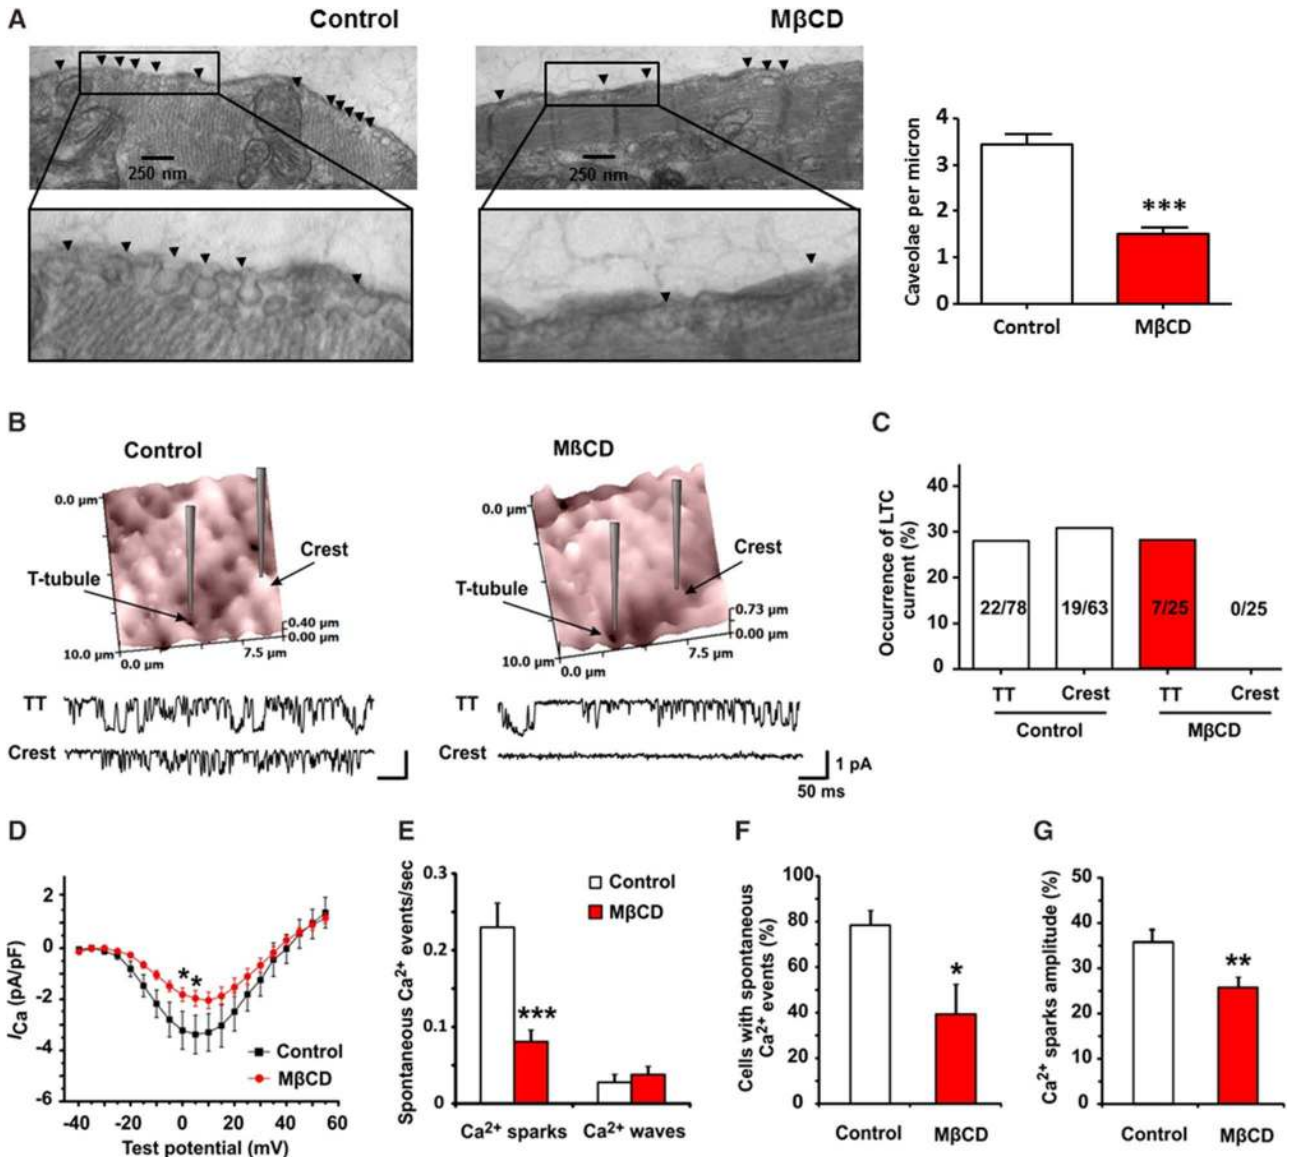 A
Control
MβCD
250 nm
250 nm
Caveolae per micron
4
3
2
1
0
***
Control
MβCD
B
Control
MßCD
0.0 µm
T-tubule
Crest
0.40 µm
0.00 µm
10.0 µm
0.0 µm
7.5 µm
0.0 µm
T-tubule
Crest
0.73 µm
0.00 µm
10.0 µm
0.0 µm
7.5 µm
TT
Crest
TT
Crest
1 pA
50 ms
C
Occurrence of LTC
current (%)
40
30
20
10
0
22/78
19/63
7/25
0/25
TT
Crest
TT
Crest
Control
MβCD
D
ICa (pA/pF)
2
0
-2
-4
-6
* *
Control
MβCD
-40
-20
0
20
40
60
Test potential (mV)
E
Spontaneous Ca2+ events/sec
0.3
0.2
0.1
0
Control
MβCD
***
Ca2+ sparks
Ca2+ waves
F
Cells with spontaneous
Ca2+ events (%)
100
80
60
40
20
0
*
Control
MβCD
G
Ca2+ sparks amplitude (%)
50
40
30
20
10
0
**
Control
MβCD